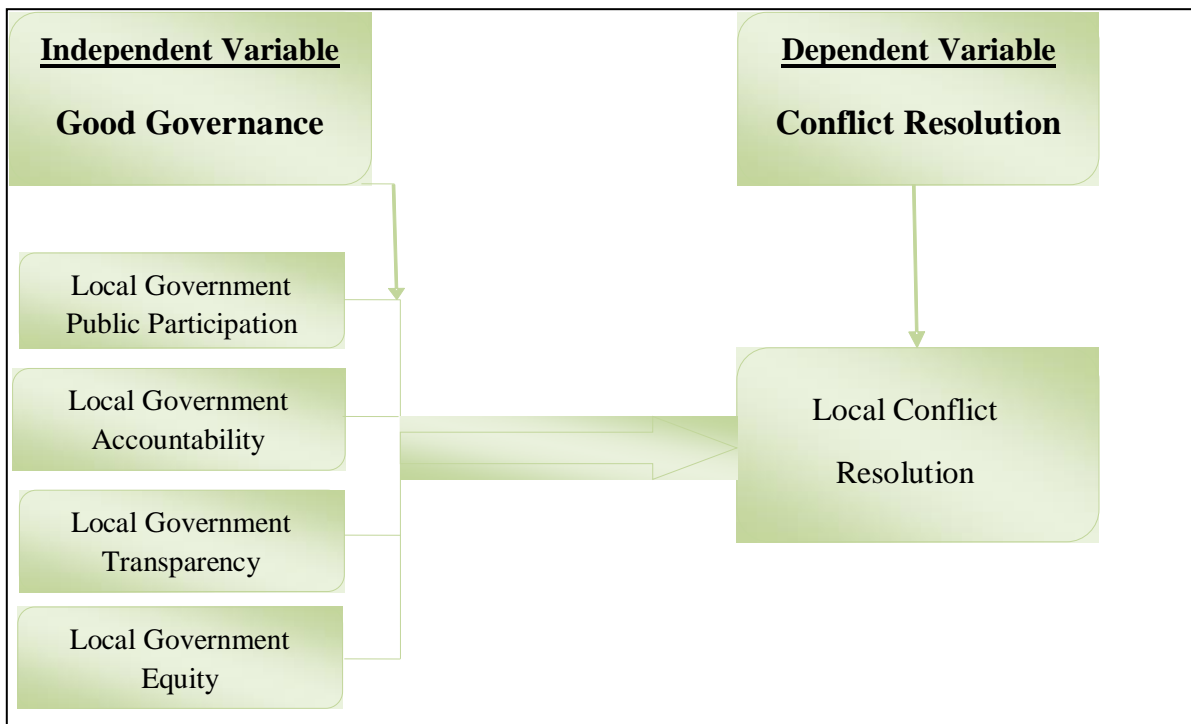 Independent Variable
Good Governance
Dependent Variable
Conflict Resolution
Local Government
Public Participation
Local Government
Accountability
Local Government
Transparency
Local Government
Equity
Local Conflict
Resolution